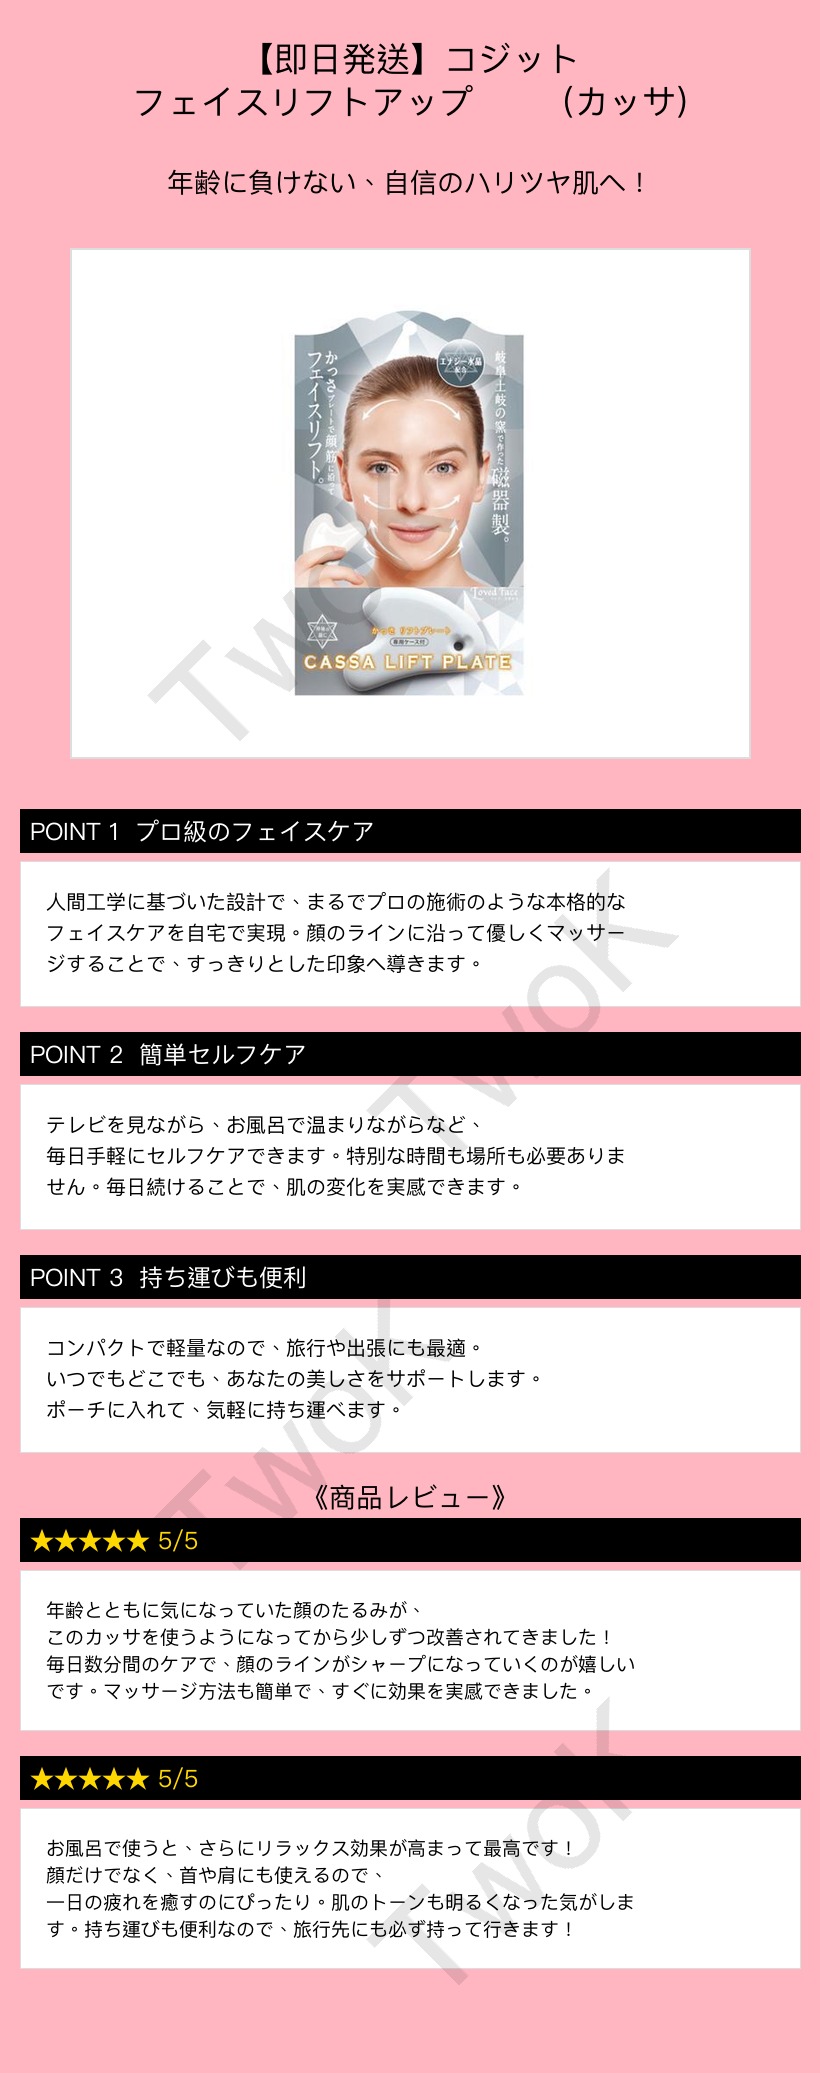 【即日発送】コジット
フェイスリフトアップ　　(カッサ)
年齢に負けない、自信のハリツヤ肌へ！
かっさプレートで顔筋に沿って
フェイスリフト。
エナジー水晶
配合
岐阜土岐の窯で作った
磁器製。
Loved Face
かっさ リフトプレート
専用ケース付
CASSA LIFT PLATE
POINT 1 プロ級のフェイスケア
人間工学に基づいた設計で、まるでプロの施術のような本格的な
フェイスケアを自宅で実現。顔のラインに沿って優しくマッサー
ジすることで、すっきりとした印象へ導きます。
POINT 2 簡単セルフケア
テレビを見ながら、お風呂で温まりながらなど、
毎日手軽にセルフケアできます。特別な時間も場所も必要ありま
せん。毎日続けることで、肌の変化を実感できます。
POINT 3 持ち運びも便利
コンパクトで軽量なので、旅行や出張にも最適。
いつでもどこでも、あなたの美しさをサポートします。
ポーチに入れて、気軽に持ち運べます。
《商品レビュー》
★★★★★ 5/5
年齢とともに気になっていた顔のたるみが、
このカッサを使うようになってから少しずつ改善されてきました！
毎日数分間のケアで、顔のラインがシャープになっていくのが嬉しい
です。マッサージ方法も簡単で、すぐに効果を実感できました。
★★★★★ 5/5
お風呂で使うと、さらにリラックス効果が高まって最高です！
顔だけでなく、首や肩にも使えるので、
一日の疲れを癒すのにぴったり。肌のトーンも明るくなった気がしま
す。持ち運びも便利なので、旅行先にも必ず持って行きます！
TwoK
TwoK
TwoK
TwoK